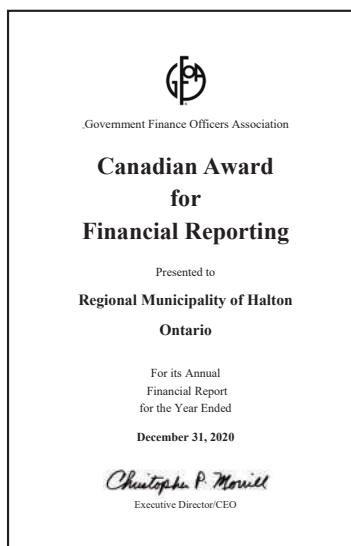 GFOA
Government Finance Officers Association
Canadian Award
for
Financial Reporting
Presented to
Regional Municipality of Halton
Ontario
For its Annual
Financial Report
for the Year Ended
December 31, 2020
Christopher P. Morrill
Executive Director/CEO